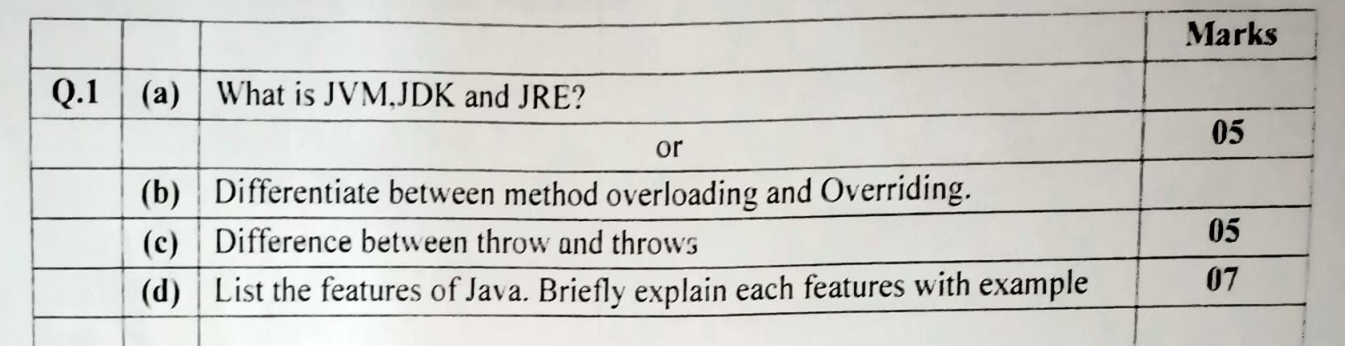 Marks
Q.1 (a) What is JVM,JDK and JRE?
or 05
(b) Differentiate between method overloading and Overriding.
(c) Difference between throw and throws 05
(d) List the features of Java. Briefly explain each features with example 07